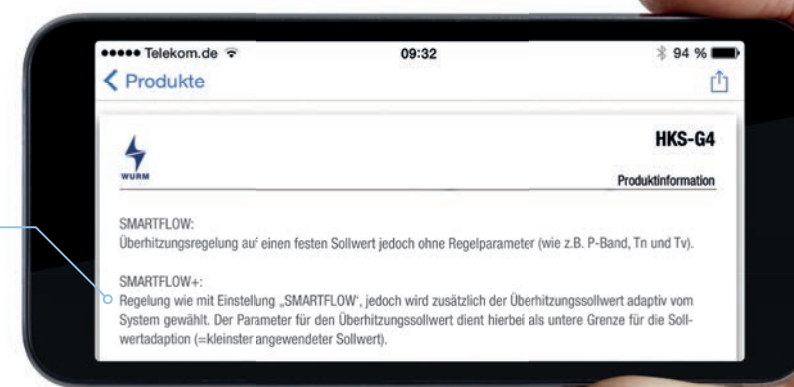 Telekom.de 09:32 94 %
Produkte
HKS-G4
WURM
Produktinformation
SMARTFLOW:
Überhitzungsregelung auf einen festen Sollwert jedoch ohne Regelparameter (wie z.B. P-Band, Tn und Tv).
SMARTFLOW+:
Regelung wie mit Einstellung „SMARTFLOW‘, jedoch wird zusätzlich der Überhitzungssollwert adaptiv vom
System gewählt. Der Parameter für den Überhitzungssollwert dient hierbei als untere Grenze für die Soll-
wertadaption (=kleinster angewendeter Sollwert).